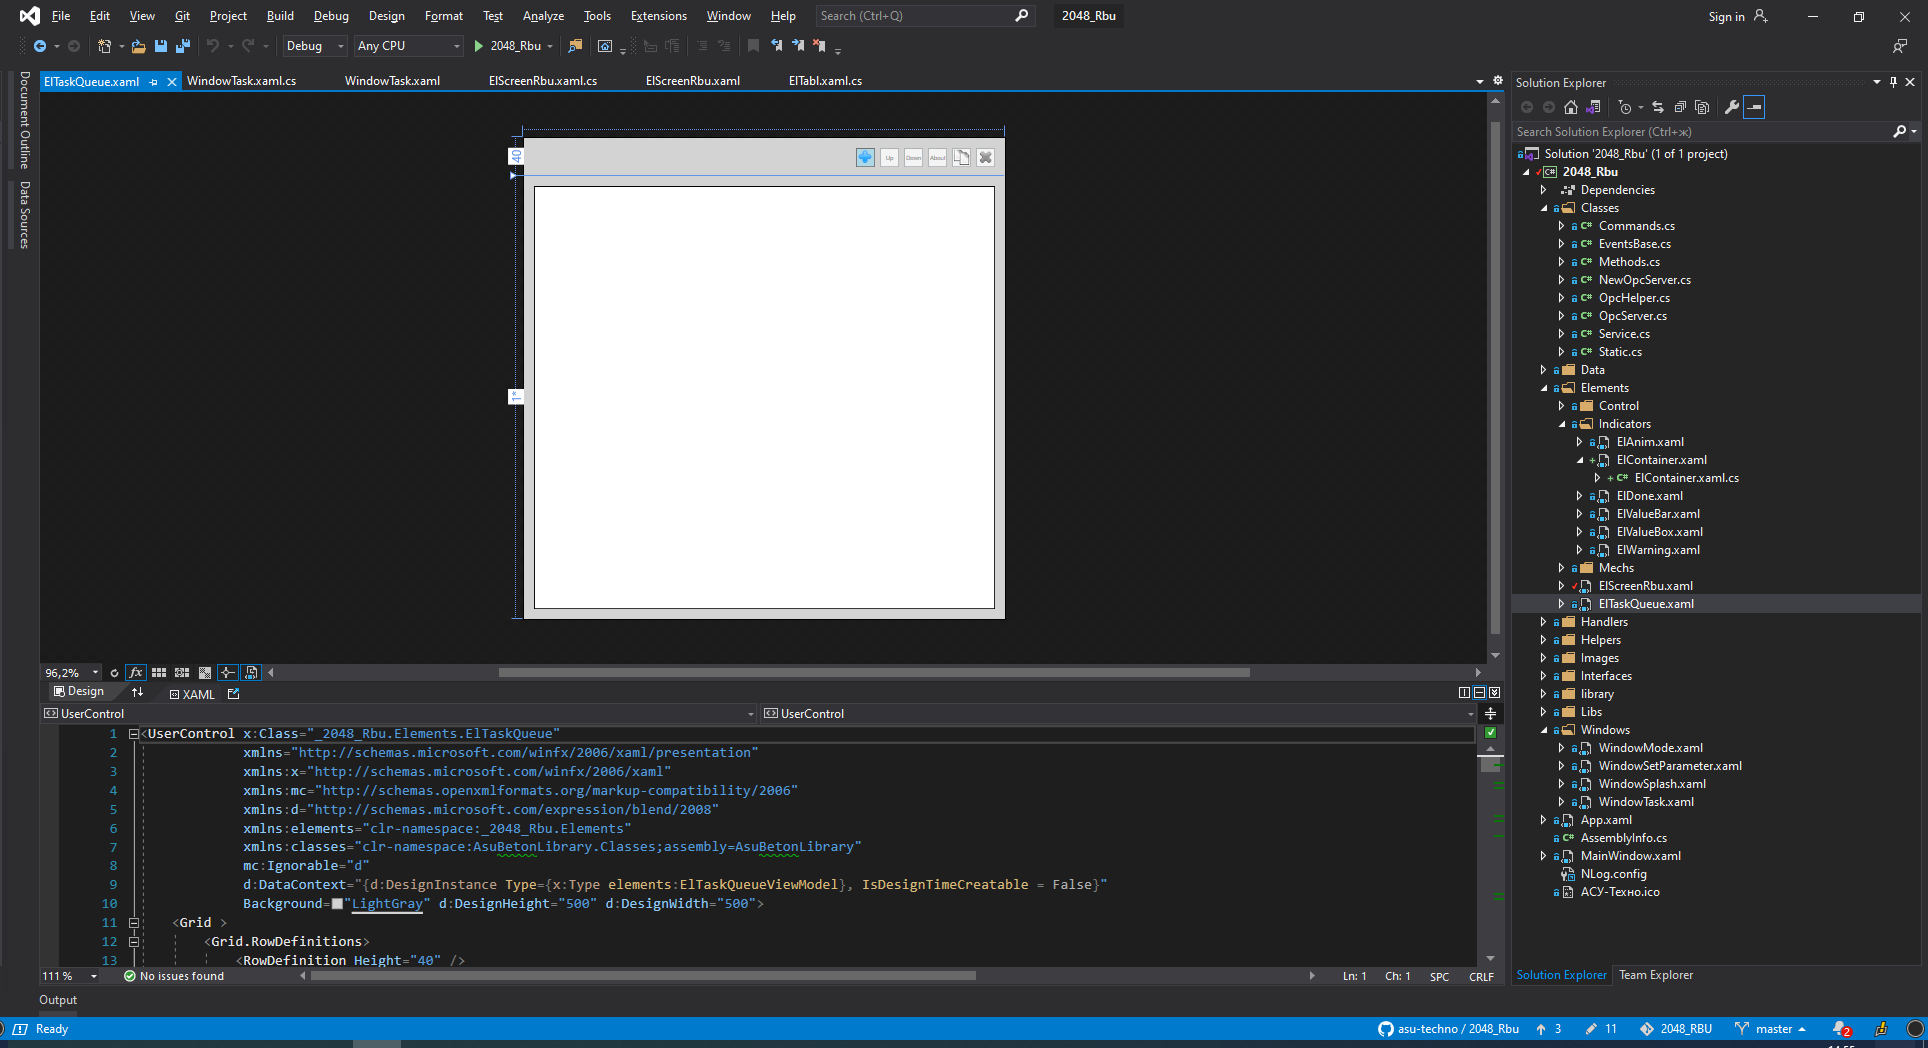 File Edit View Git Project Build Debug Design Format Test Analyze Tools Extensions Window Help Search (Ctrl+Q) 2048_Rbu Sign in
Debug Any CPU 2048_Rbu
ElTaskQueue.xaml WindowTask.xaml.cs WindowTask.xaml ElScreenRbu.xaml.cs ElScreenRbu.xaml ElTabl.xaml.cs
Document Outline
Data Sources
40
Up Down About
1*
96,2%
fx
Design XAML
UserControl UserControl
1 <UserControl x:Class="_2048_Rbu.Elements.ElTaskQueue"
2 xmlns="http://schemas.microsoft.com/winfx/2006/xaml/presentation"
3 xmlns:x="http://schemas.microsoft.com/winfx/2006/xaml"
4 xmlns:mc="http://schemas.openxmlformats.org/markup-compatibility/2006"
5 xmlns:d="http://schemas.microsoft.com/expression/blend/2008"
6 xmlns:elements="clr-namespace:_2048_Rbu.Elements"
7 xmlns:classes="clr-namespace:AsuBetonLibrary.Classes;assembly=AsuBetonLibrary"
8 mc:Ignorable="d"
9 d:DataContext="{d:DesignInstance Type={x:Type elements:ElTaskQueueViewModel}, IsDesignTimeCreatable = False}"
10 Background="LightGray" d:DesignHeight="500" d:DesignWidth="500">
11 <Grid >
12 <Grid.RowDefinitions>
13 <RowDefinition Height="40" />
111 % No issues found Ln: 1 Ch: 1 SPC CRLF
Output
Solution Explorer
Search Solution Explorer (Ctrl+ж)
Solution '2048_Rbu' (1 of 1 project)
2048_Rbu
Dependencies
Classes
C# Commands.cs
C# EventsBase.cs
C# Methods.cs
C# NewOpcServer.cs
C# OpcHelper.cs
C# OpcServer.cs
C# Service.cs
C# Static.cs
Data
Elements
Control
Indicators
ElAnim.xaml
ElContainer.xaml
C# ElContainer.xaml.cs
ElDone.xaml
ElValueBar.xaml
ElValueBox.xaml
ElWarning.xaml
Mechs
ElScreenRbu.xaml
ElTaskQueue.xaml
Handlers
Helpers
Images
Interfaces
library
Libs
Windows
WindowMode.xaml
WindowSetParameter.xaml
WindowSplash.xaml
WindowTask.xaml
App.xaml
C# AssemblyInfo.cs
MainWindow.xaml
NLog.config
АСУ-Техно.ico
Solution Explorer Team Explorer
Ready asu-techno / 2048_Rbu 3 11 2048_RBU master 2